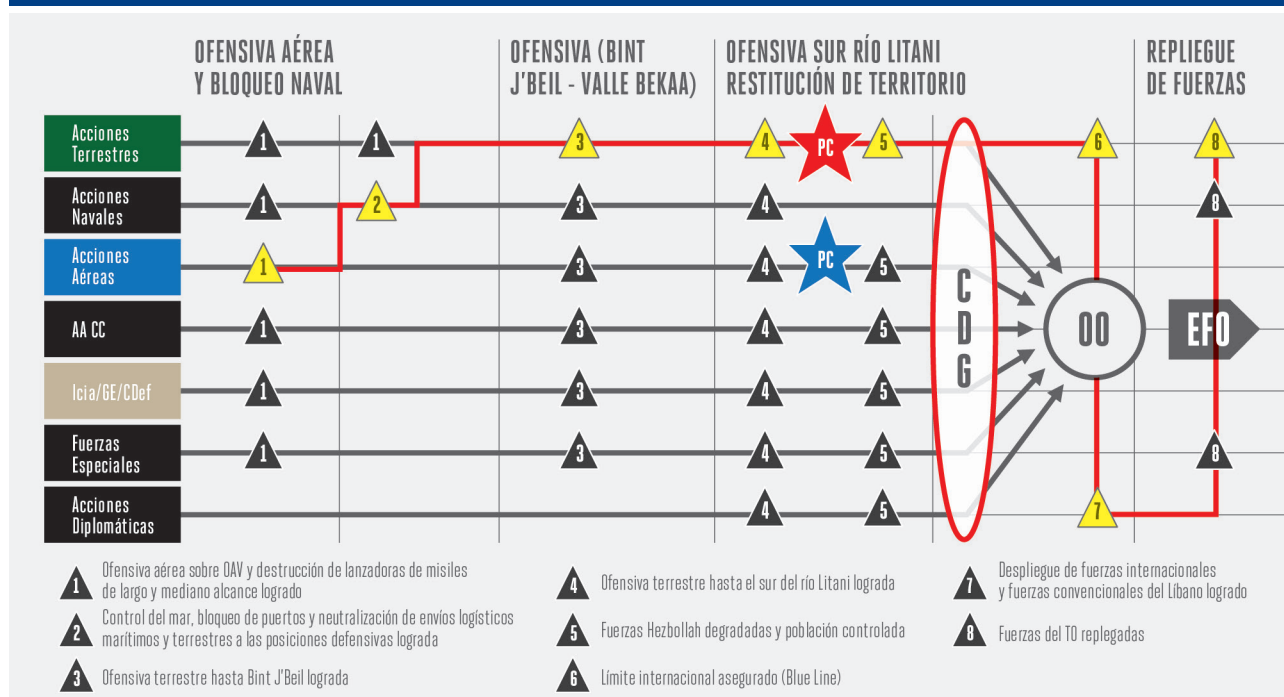 OFENSIVA AÉREA
Y BLOQUEO NAVAL
OFENSIVA (BINT
J'BEIL - VALLE BEKAA)
OFENSIVA SUR RÍO LITANI
RESTITUCIÓN DE TERRITORIO
REPLIEGUE
DE FUERZAS
Acciones
Terrestres
1 1 3 4 PC 5 6 8
Acciones
Navales
1 2 3 4 8
Acciones
Aéreas
1 3 4 PC 5
AA CC
1 3 4 5
Icia/GE/CDef
1 3 4 5
Fuerzas
Especiales
1 3 4 5 8
Acciones
Diplomáticas
4 5 7
C
D
G
OO
EFO
1 Ofensiva aérea sobre OAV y destrucción de lanzadoras de misiles
de largo y mediano alcance logrado
2 Control del mar, bloqueo de puertos y neutralización de envíos logísticos
marítimos y terrestres a las posiciones defensivas lograda
3 Ofensiva terrestre hasta Bint J'Beil lograda
4 Ofensiva terrestre hasta el sur del río Litani lograda
5 Fuerzas Hezbollah degradadas y población controlada
6 Límite internacional asegurado (Blue Line)
7 Despliegue de fuerzas internacionales
y fuerzas convencionales del Líbano logrado
8 Fuerzas del TO replegadas